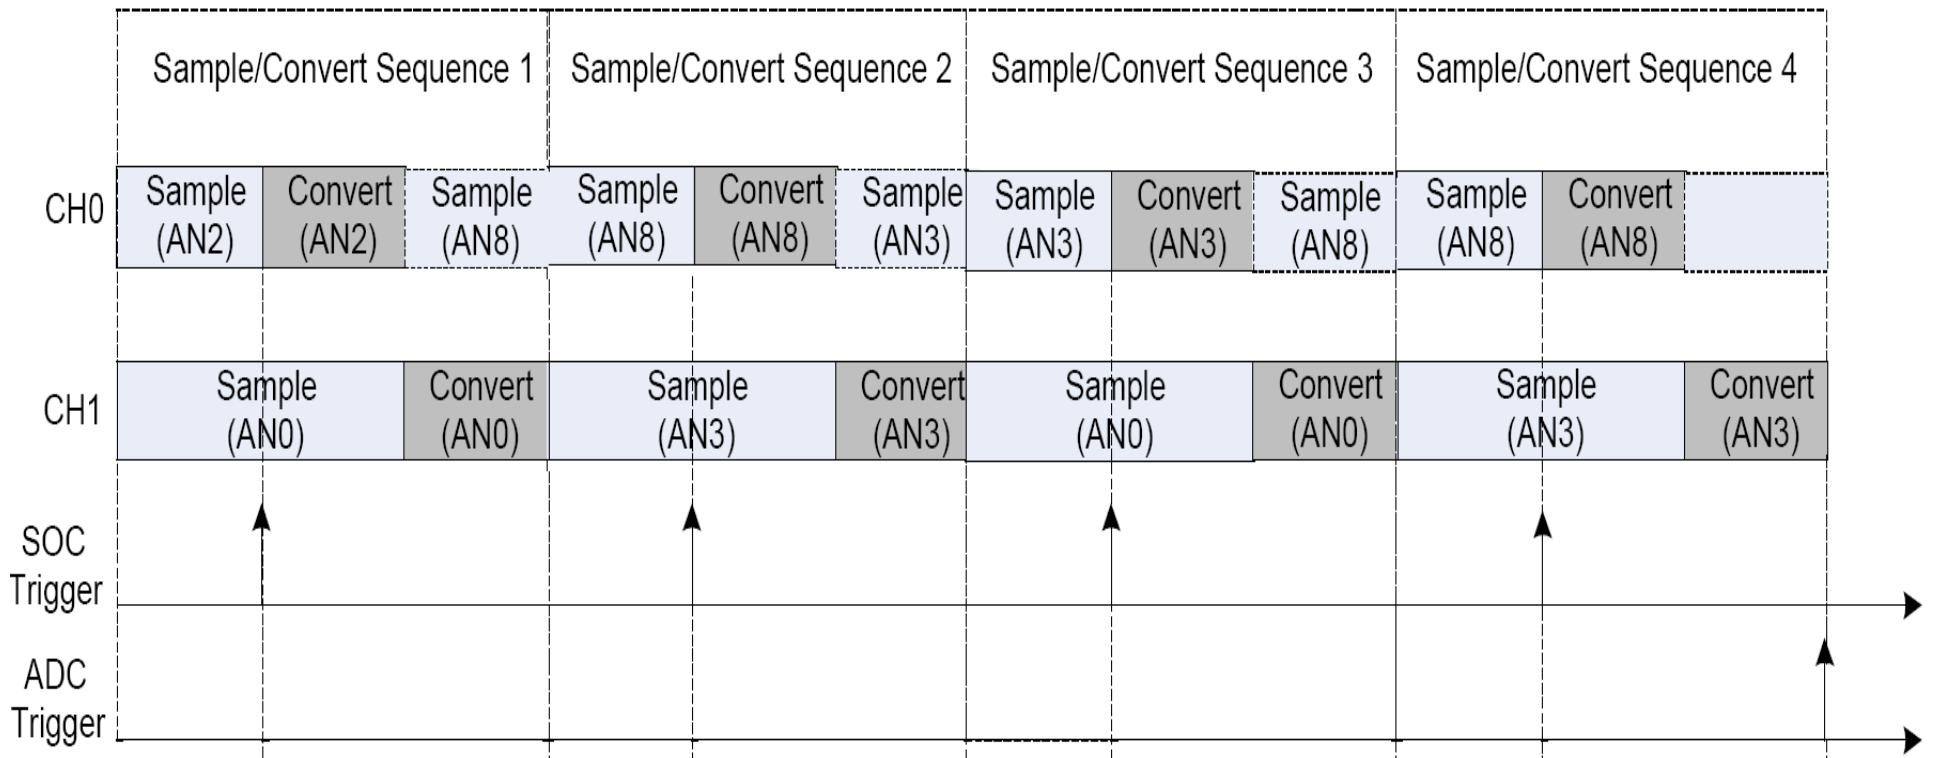 Sample/Convert Sequence 1 Sample/Convert Sequence 2 Sample/Convert Sequence 3 Sample/Convert Sequence 4
CH0
Sample Convert Sample Sample Convert Sample Sample Convert Sample Sample Convert
(AN2) (AN2) (AN8) (AN8) (AN8) (AN3) (AN3) (AN3) (AN8) (AN8) (AN8)
CH1
Sample Convert Sample Convert Sample Convert Sample Convert
(AN0) (AN0) (AN3) (AN3) (AN0) (AN0) (AN3) (AN3)
SOC
Trigger
ADC
Trigger